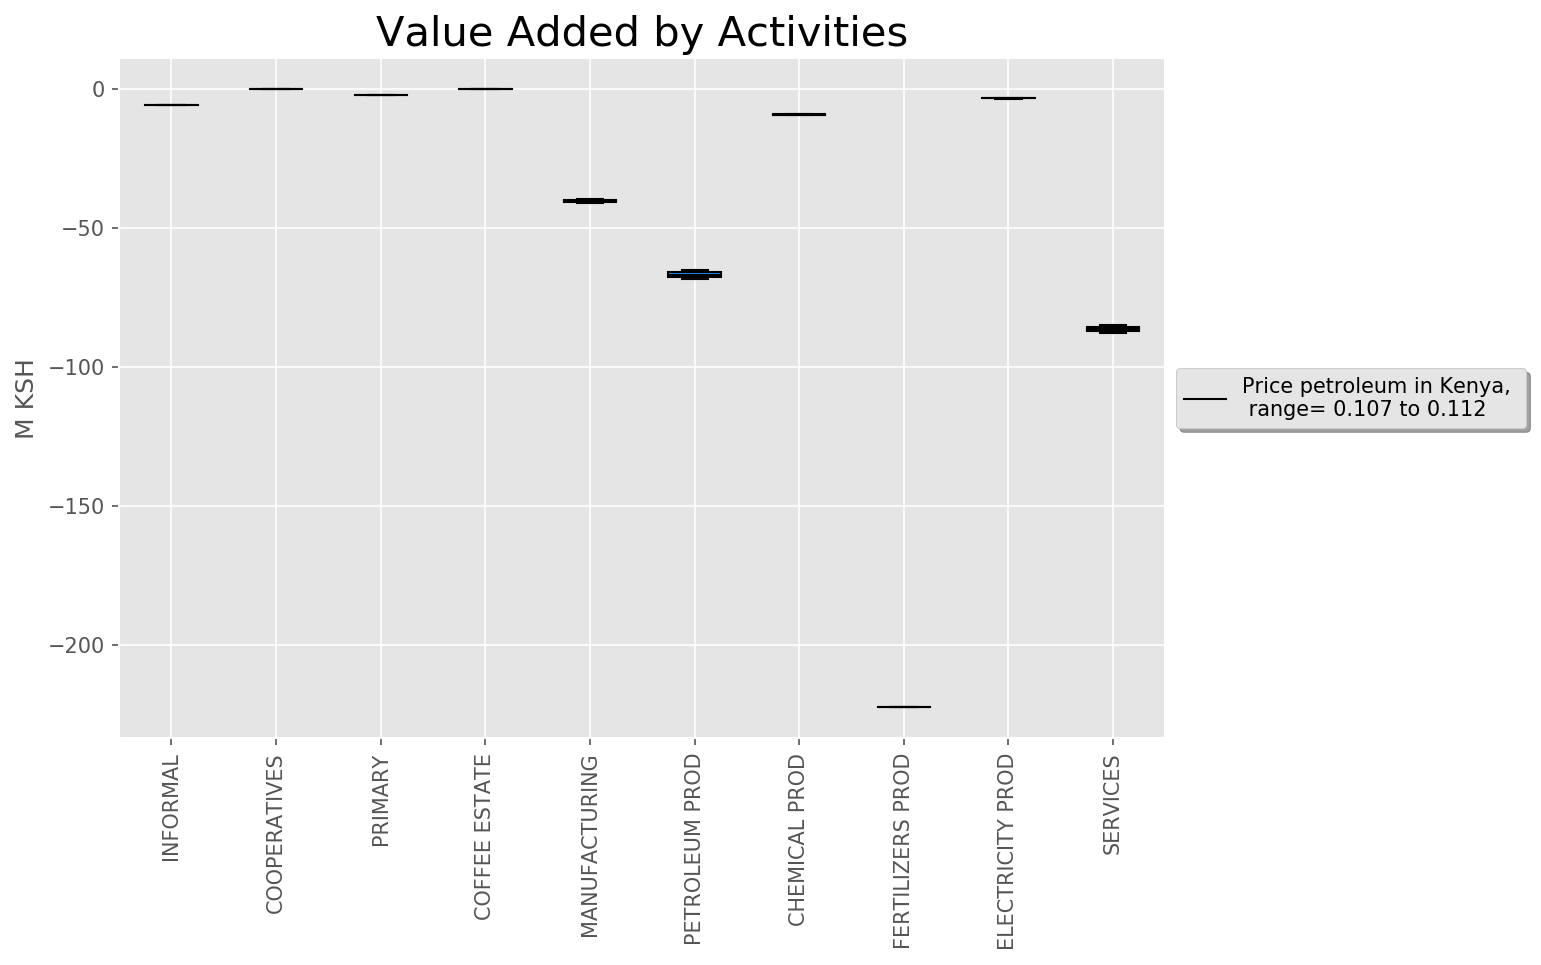 Value Added by Activities
0
−50
−100
−150
−200
M KSH
Price petroleum in Kenya,
range= 0.107 to 0.112
INFORMAL
COOPERATIVES
PRIMARY
COFFEE ESTATE
MANUFACTURING
PETROLEUM PROD
CHEMICAL PROD
FERTILIZERS PROD
ELECTRICITY PROD
SERVICES